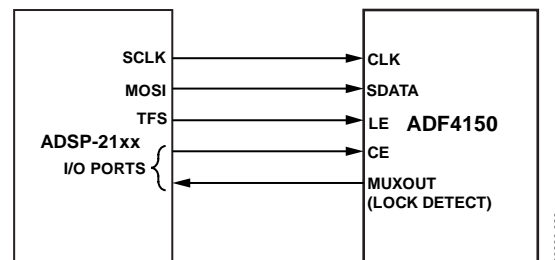 SCLK
MOSI
TFS
ADSP-21xx
I/O PORTS
CLK
SDATA
LE
ADF4150
CE
MUXOUT
(LOCK DETECT)